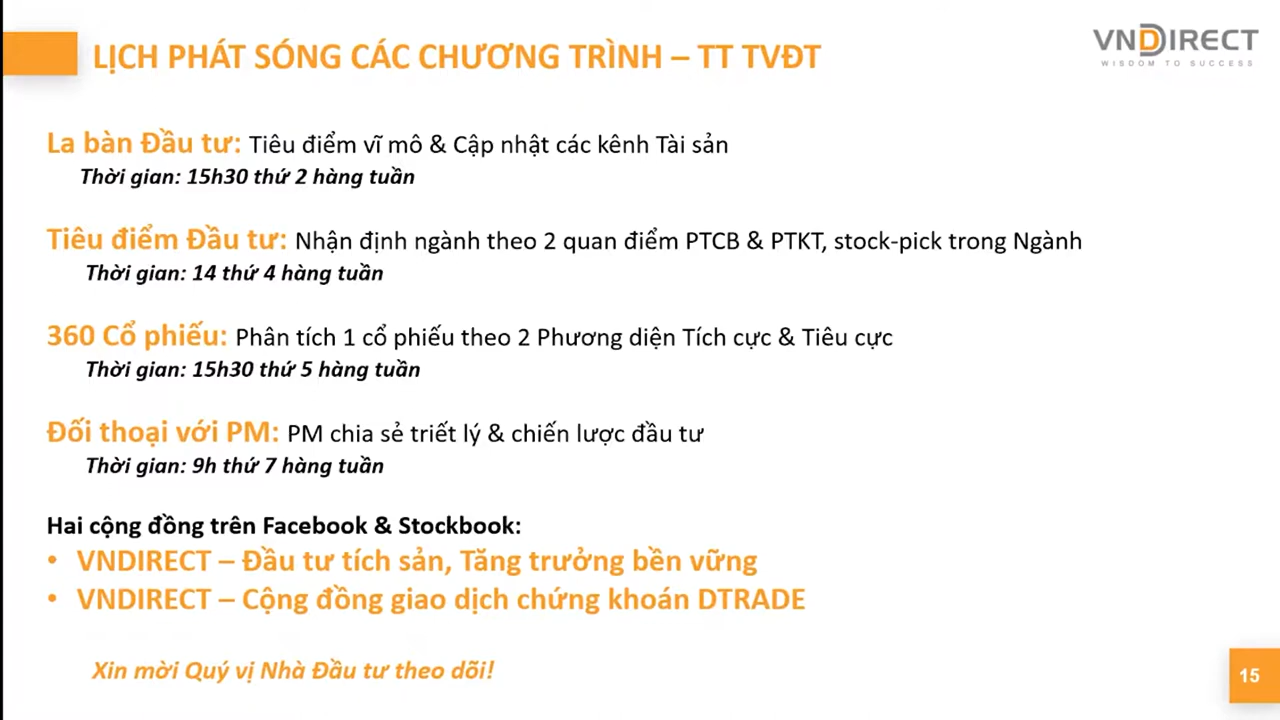 LỊCH PHÁT SÓNG CÁC CHƯƠNG TRÌNH – TT TVĐT
VNDIRECT
WISDOM TO SUCCESS
La bàn Đầu tư: Tiêu điểm vĩ mô & Cập nhật các kênh Tài sản
Thời gian: 15h30 thứ 2 hàng tuần
Tiêu điểm Đầu tư: Nhận định ngành theo 2 quan điểm PTCB & PTKT, stock-pick trong Ngành
Thời gian: 14 thứ 4 hàng tuần
360 Cổ phiếu: Phân tích 1 cổ phiếu theo 2 Phương diện Tích cực & Tiêu cực
Thời gian: 15h30 thứ 5 hàng tuần
Đối thoại với PM: PM chia sẻ triết lý & chiến lược đầu tư
Thời gian: 9h thứ 7 hàng tuần
Hai cộng đồng trên Facebook & Stockbook:
• VNDIRECT – Đầu tư tích sản, Tăng trưởng bền vững
• VNDIRECT – Cộng đồng giao dịch chứng khoán DTRADE
Xin mời Quý vị Nhà Đầu tư theo dõi!
15